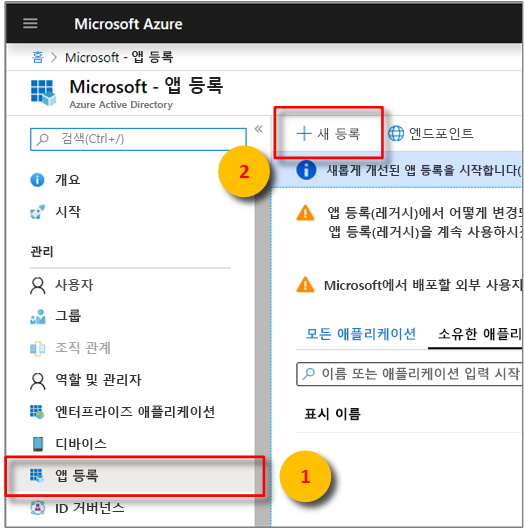 Microsoft Azure
홈 > Microsoft - 앱 등록
Microsoft - 앱 등록
Azure Active Directory
검색(Ctrl+/)
«
개요
시작
관리
사용자
그룹
조직 관계
역할 및 관리자
엔터프라이즈 애플리케이션
디바이스
앱 등록
1
ID 거버넌스
2
+ 새 등록
엔드포인트
새롭게 개선된 앱 등록을 시작합니다(
앱 등록(레거시)에서 어떻게 변경되
앱 등록(레거시)을 계속 사용하시
Microsoft에서 배포할 외부 사용자
모든 애플리케이션 소유한 애플리
이름 또는 애플리케이션 입력 시작
표시 이름